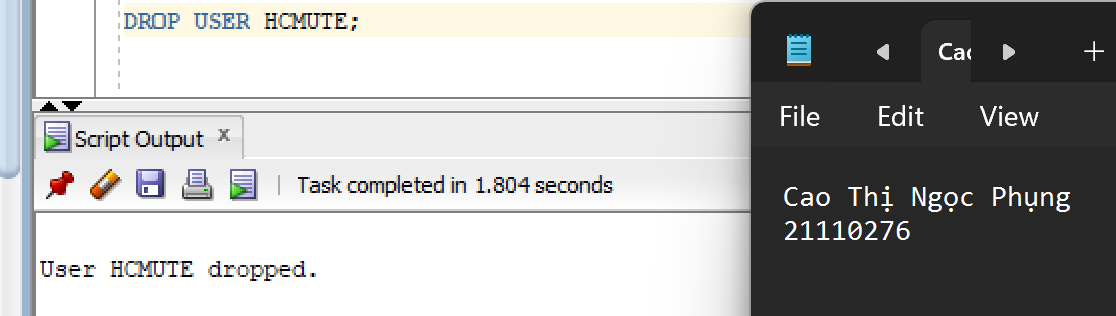 DROP USER HCMUTE;
Script Output x
Task completed in 1.804 seconds
User HCMUTE dropped.
Cao
File Edit View
Cao Thị Ngọc Phụng
21110276